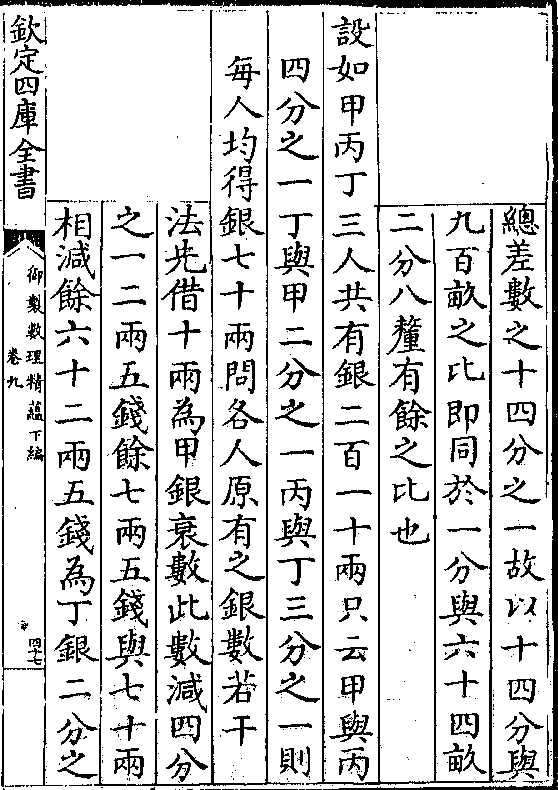 總差數之十四分之一故以十四分與
九百畝之比即同於一分與六十四畝
二分八釐有餘之比也
設如甲丙丁三人共有銀二百一十兩只云甲與丙
四分之一丁與甲二分之一丙與丁三分之一則
每人均得銀七十兩問各人原有之銀數若干
法先借十兩為甲銀衰數此數減四分
之一二兩五錢餘七兩五錢與七十兩
相減餘六十二兩五錢為丁銀二分之
欽定四庫全書
御製數理精蘊下編
卷九
四十七